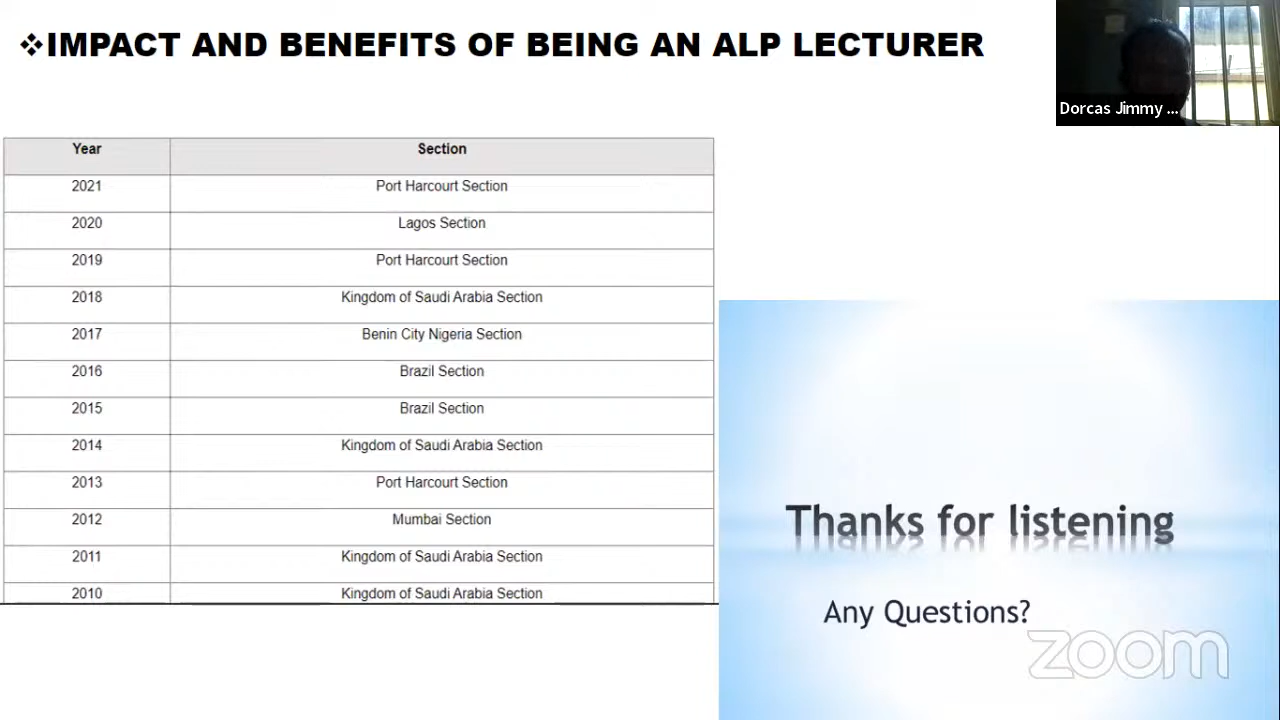 ❖IMPACT AND BENEFITS OF BEING AN ALP LECTURER
Dorcas Jimmy ...
Year Section
2021 Port Harcourt Section
2020 Lagos Section
2019 Port Harcourt Section
2018 Kingdom of Saudi Arabia Section
2017 Benin City Nigeria Section
2016 Brazil Section
2015 Brazil Section
2014 Kingdom of Saudi Arabia Section
2013 Port Harcourt Section
2012 Mumbai Section
2011 Kingdom of Saudi Arabia Section
2010 Kingdom of Saudi Arabia Section
Thanks for listening
Any Questions?
zoom